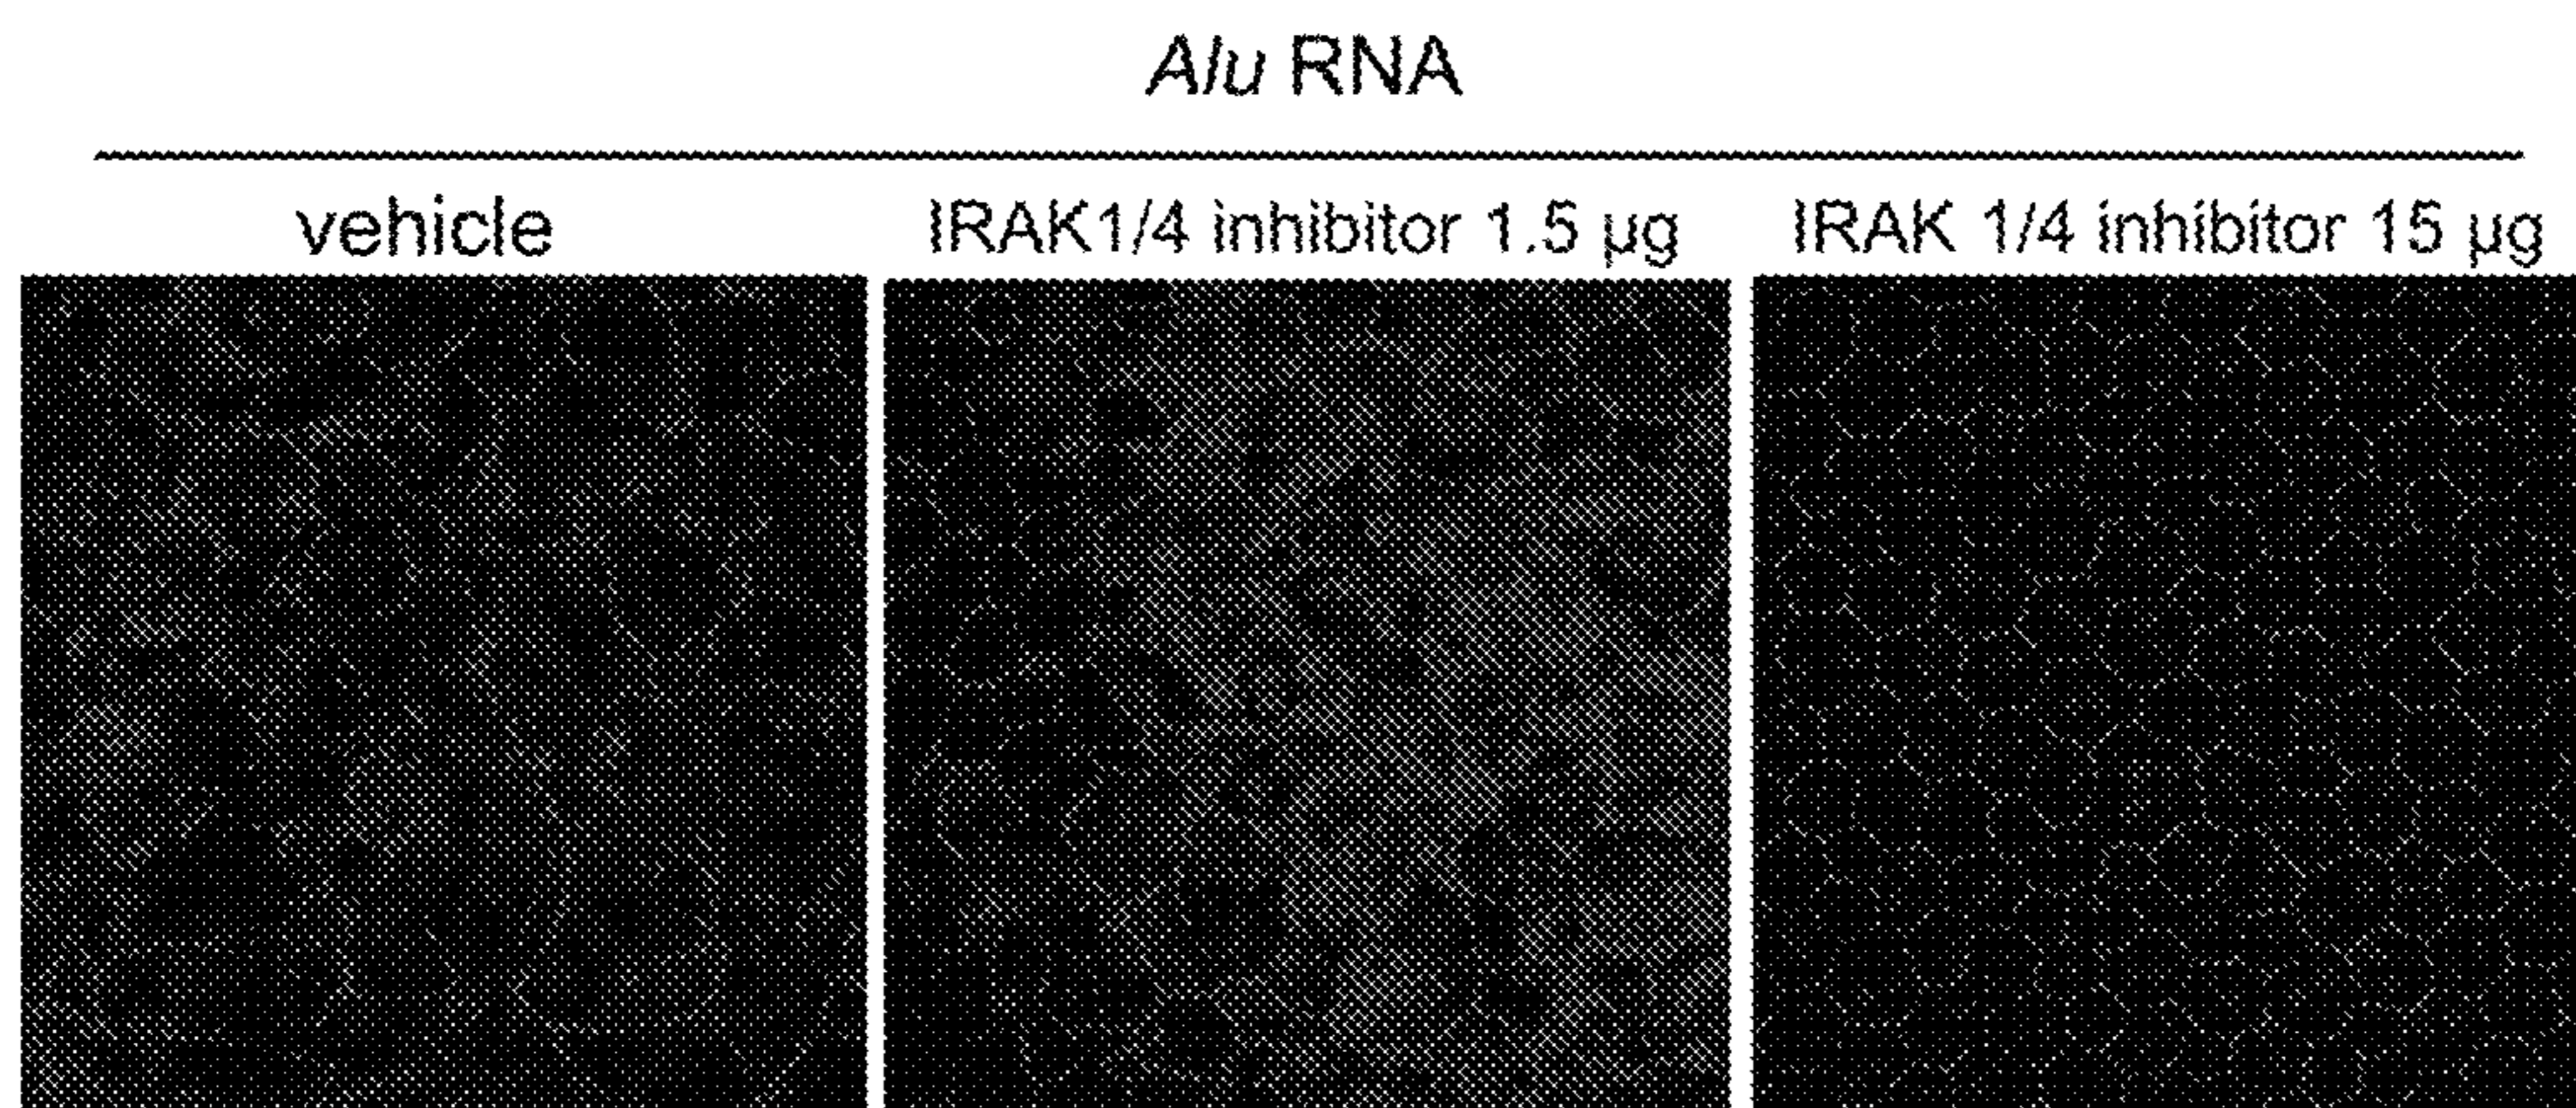 Alu RNA
vehicle
IRAK1/4 inhibitor 1.5 µg
IRAK 1/4 inhibitor 15 µg